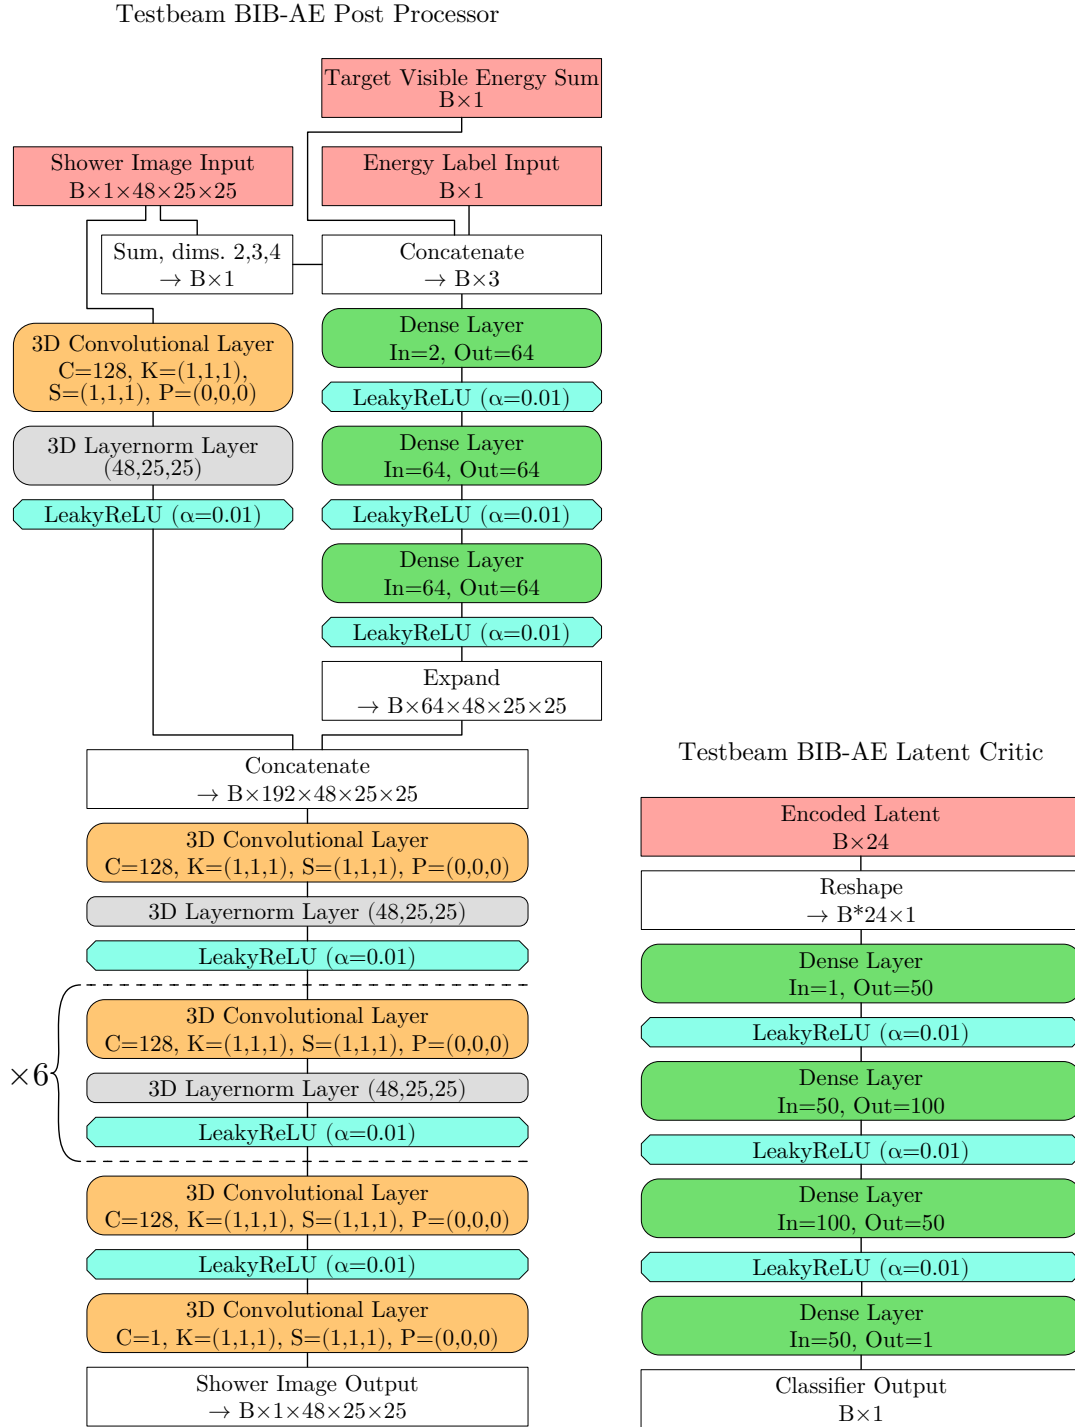 Testbeam BIB-AE Post Processor
Target Visible Energy Sum
B×1
Shower Image Input
B×1×48×25×25
Energy Label Input
B×1
Sum, dims. 2,3,4
→ B×1
Concatenate
→ B×3
3D Convolutional Layer
C=128, K=(1,1,1),
S=(1,1,1), P=(0,0,0)
3D Layernorm Layer
(48,25,25)
LeakyReLU (α=0.01)
Dense Layer
In=2, Out=64
LeakyReLU (α=0.01)
Dense Layer
In=64, Out=64
LeakyReLU (α=0.01)
Dense Layer
In=64, Out=64
LeakyReLU (α=0.01)
Expand
→ B×64×48×25×25
Concatenate
→ B×192×48×25×25
3D Convolutional Layer
C=128, K=(1,1,1), S=(1,1,1), P=(0,0,0)
3D Layernorm Layer (48,25,25)
LeakyReLU (α=0.01)
×6
3D Convolutional Layer
C=128, K=(1,1,1), S=(1,1,1), P=(0,0,0)
3D Layernorm Layer (48,25,25)
LeakyReLU (α=0.01)
3D Convolutional Layer
C=128, K=(1,1,1), S=(1,1,1), P=(0,0,0)
LeakyReLU (α=0.01)
3D Convolutional Layer
C=1, K=(1,1,1), S=(1,1,1), P=(0,0,0)
Shower Image Output
→ B×1×48×25×25
Testbeam BIB-AE Latent Critic
Encoded Latent
B×24
Reshape
→ B*24×1
Dense Layer
In=1, Out=50
LeakyReLU (α=0.01)
Dense Layer
In=50, Out=100
LeakyReLU (α=0.01)
Dense Layer
In=100, Out=50
LeakyReLU (α=0.01)
Dense Layer
In=50, Out=1
Classifier Output
B×1